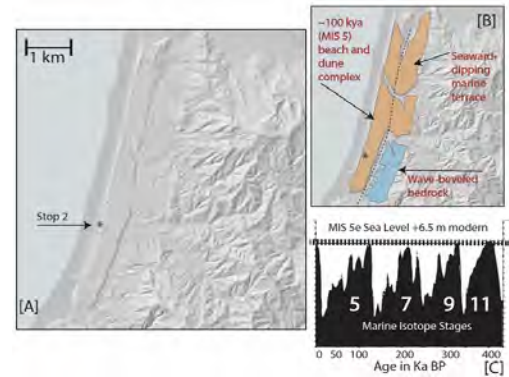 1 km
Stop 2
[A]
[B]
~100 kya
(MIS 5)
beach and
dune
complex
Seaward-
dipping
marine
terrace
Wave-beveled
bedrock
MIS 5e Sea Level +6.5 m modern
5 7 9 11
Marine Isotope Stages
0 50 100 200 300 400
Age in Ka BP
[C]